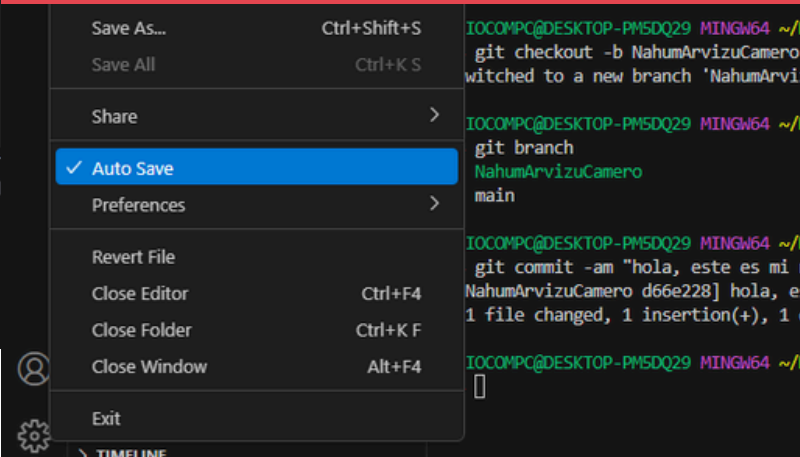 Save As... Ctrl+Shift+S
Save All Ctrl+K S
Share
Auto Save
Preferences
Revert File
Close Editor Ctrl+F4
Close Folder Ctrl+K F
Close Window Alt+F4
Exit
TIMELINE
IOCOMPC@DESKTOP-PM5DQ29 MINGW64 ~/
git checkout -b NahumArvizuCamero
witched to a new branch 'NahumArvi
IOCOMPC@DESKTOP-PM5DQ29 MINGW64 ~/
git branch
NahumArvizuCamero
main
IOCOMPC@DESKTOP-PM5DQ29 MINGW64 ~/
git commit -am "hola, este es mi
NahumArvizuCamero d66e228] hola, e
1 file changed, 1 insertion(+), 1
IOCOMPC@DESKTOP-PM5DQ29 MINGW64 ~/